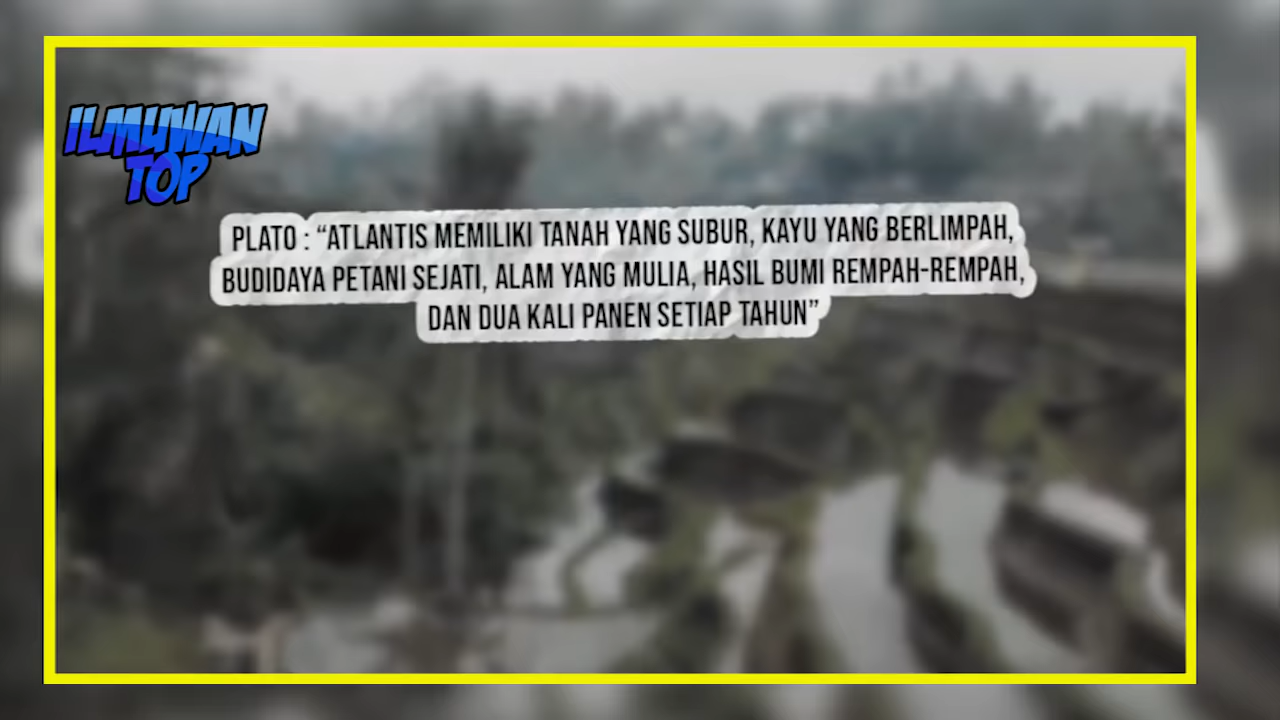 ILMUWAN
TOP
PLATO : “ATLANTIS MEMILIKI TANAH YANG SUBUR, KAYU YANG BERLIMPAH,
BUDIDAYA PETANI SEJATI, ALAM YANG MULIA, HASIL BUMI REMPAH-REMPAH,
DAN DUA KALI PANEN SETIAP TAHUN”